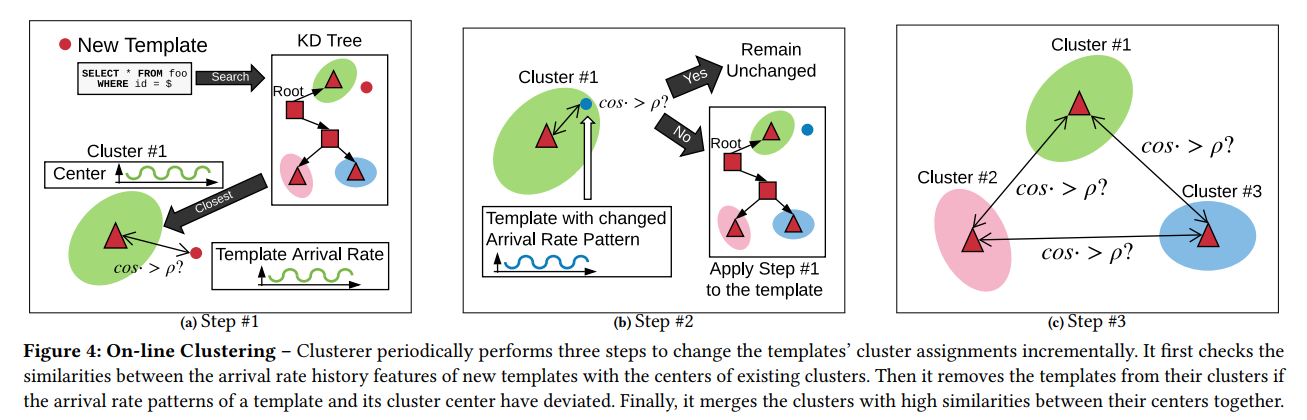 New Template
SELECT * FROM foo
WHERE id = $
Search
KD Tree
Root
Cluster #1
Center
Closest
cos· > ρ?
Template Arrival Rate
(a) Step #1
Cluster #1
cos· > ρ?
Yes
Remain
Unchanged
No
Root
Template with changed
Arrival Rate Pattern
Apply Step #1
to the template
(b) Step #2
Cluster #1
cos· > ρ?
Cluster #2
cos· > ρ?
Cluster #3
cos· > ρ?
(c) Step #3
Figure 4: On-line Clustering – Clusterer periodically performs three steps to change the templates’ cluster assignments incrementally. It first checks the
similarities between the arrival rate history features of new templates with the centers of existing clusters. Then it removes the templates from their clusters if
the arrival rate patterns of a template and its cluster center have deviated. Finally, it merges the clusters with high similarities between their centers together.